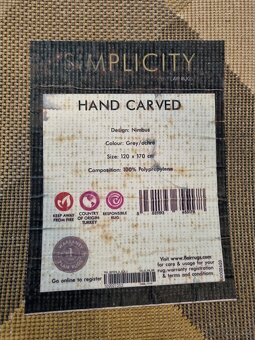 SIMPLICITY
HAND CARVED
Design: Nimbus
Colour: Grey/ochre
Size: 120 x 170 cm
Composition: 100% Polypropylene
KEEP AWAY
FROM FIRE
COUNTRY
OF ORIGIN:
TURKEY
RESPONSIBLE
RUG
Visit www.flairrugs.com
for care & usage for your
rug, warranty registration
& terms and conditions
Go online to register